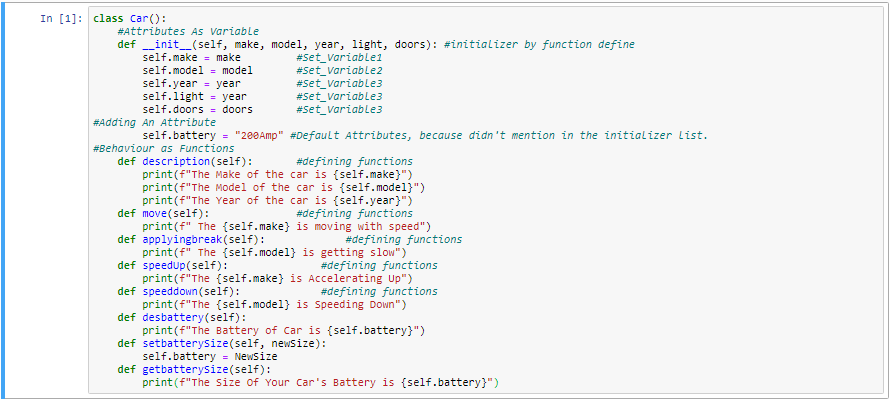 In [1]: class Car():
    #Attributes As Variable
    def __init__(self, make, model, year, light, doors): #initializer by function define
        self.make = make         #Set_Variable1
        self.model = model       #Set_Variable2
        self.year = year         #Set_Variable3
        self.light = year        #Set_Variable3
        self.doors = doors       #Set_Variable3
#Adding An Attribute
        self.battery = "200Amp" #Default Attributes, because didn't mention in the initializer List.
#Behaviour as Functions
    def description(self):       #defining functions
        print(f"The Make of the car is {self.make}")
        print(f"The Model of the car is {self.model}")
        print(f"The Year of the car is {self.year}")
    def move(self):              #defining functions
        print(f" The {self.make} is moving with speed")
    def applyingbreak(self):             #defining functions
        print(f" The {self.model} is getting slow")
    def speedUp(self):               #defining functions
        print(f"The {self.make} is Accelerating Up")
    def speeddown(self):             #defining functions
        print(f"The {self.model} is Speeding Down")
    def desbattery(self):
        print(f"The Battery of Car is {self.battery}")
    def setbatterySize(self, newSize):
        self.battery = NewSize
    def getbatterySize(self):
        print(f"The Size Of Your Car's Battery is {self.battery}")